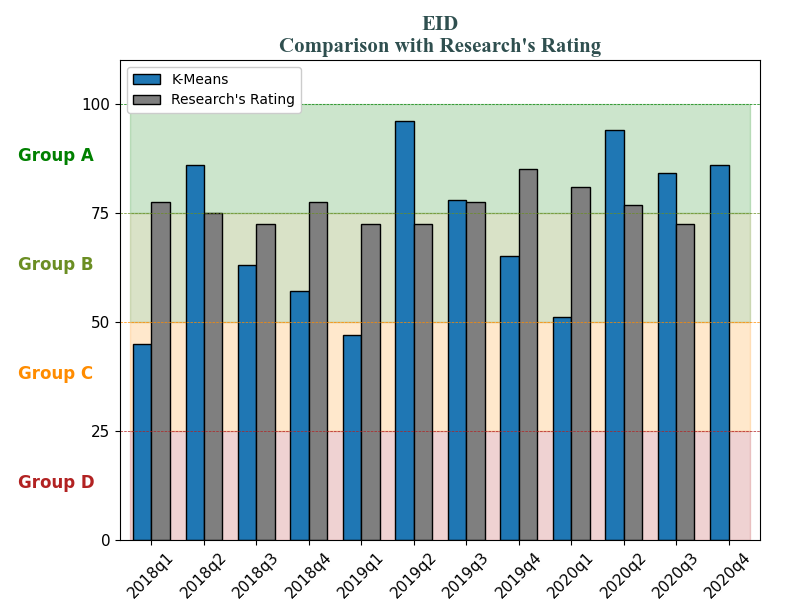 EID
Comparison with Research's Rating
K-Means
Research's Rating
100
Group A
75
Group B
50
Group C
25
Group D
0
2018q1
2018q2
2018q3
2018q4
2019q1
2019q2
2019q3
2019q4
2020q1
2020q2
2020q3
2020q4